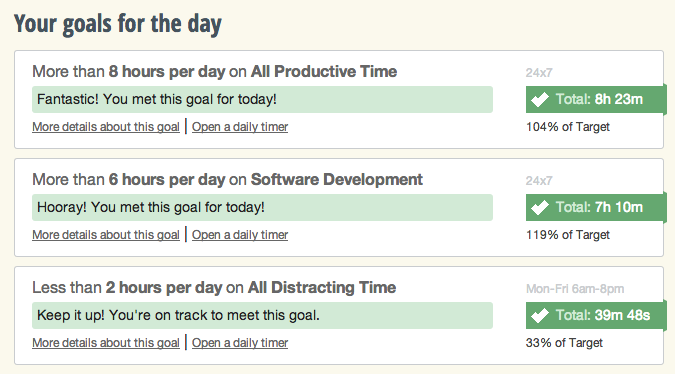 Your goals for the day
More than 8 hours per day on All Productive Time
24x7
Fantastic! You met this goal for today!
Total: 8h 23m
More details about this goal | Open a daily timer
104% of Target
More than 6 hours per day on Software Development
24x7
Hooray! You met this goal for today!
Total: 7h 10m
More details about this goal | Open a daily timer
119% of Target
Less than 2 hours per day on All Distracting Time
Mon-Fri 6am-8pm
Keep it up! You're on track to meet this goal.
Total: 39m 48s
More details about this goal | Open a daily timer
33% of Target